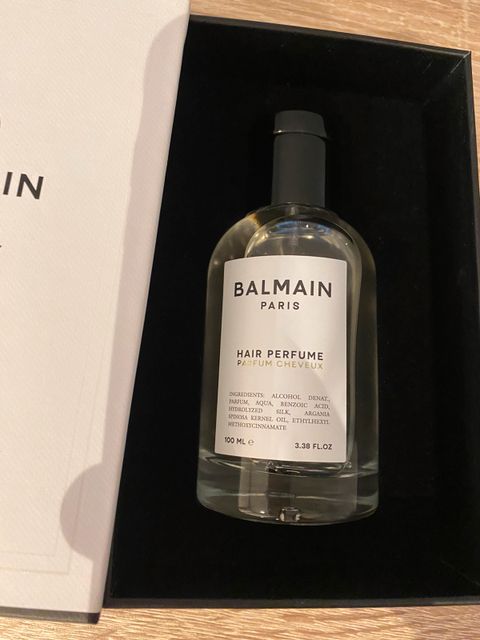 IN
BALMAIN
PARIS
HAIR PERFUME
PARFUM CHEVEUX
INGREDIENTS: ALCOHOL DENAT.,
PARFUM, AQUA, BENZOIC ACID,
HYDROLYZED SILK, ARGANIA
SPINOSA KERNEL OIL, ETHYLHEXYL
METHOXYCINNAMATE
100 ML ℮
3.38 FL.OZ